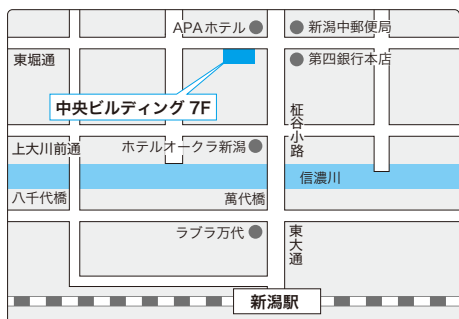 APAホテル
新潟中郵便局
東堀通
第四銀行本店
中央ビルディング 7F
柾谷小路
上大川前通
ホテルオークラ新潟
信濃川
八千代橋
萬代橋
ラブラ万代
東大通
新潟駅